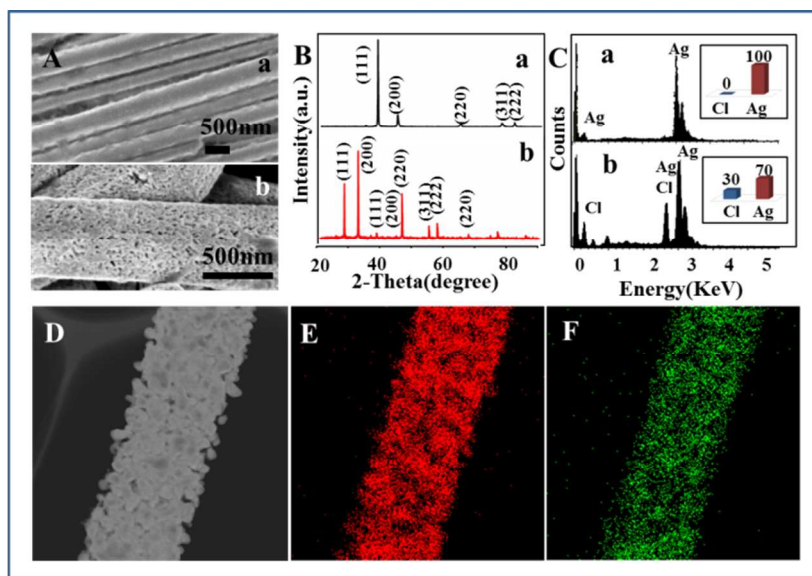 A
a
500nm
b
500nm
B
a
(111)
(200)
(220)
(311)
(222)
b
(111)
(200)
(111)
(200)
(220)
(311)
(222)
(220)
Intensity(a.u.)
20 40 60 80
2-Theta(degree)
C
a
Ag
Ag
100
0
Cl Ag
b
Cl
Ag
Cl
Ag
30 70
Cl Ag
Counts
0 1 2 3 4 5
Energy(KeV)
D
E
F